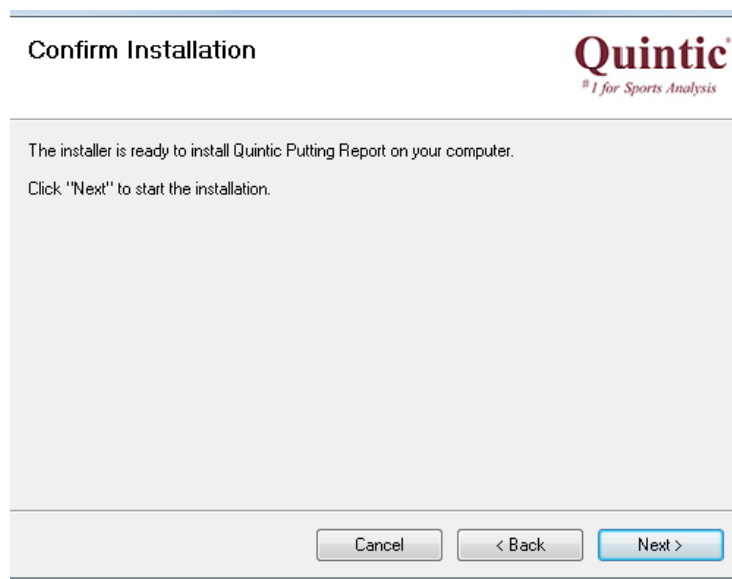 Confirm Installation
Quintic
#1 for Sports Analysis
The installer is ready to install Quintic Putting Report on your computer.
Click "Next" to start the installation.
Cancel
< Back
Next >